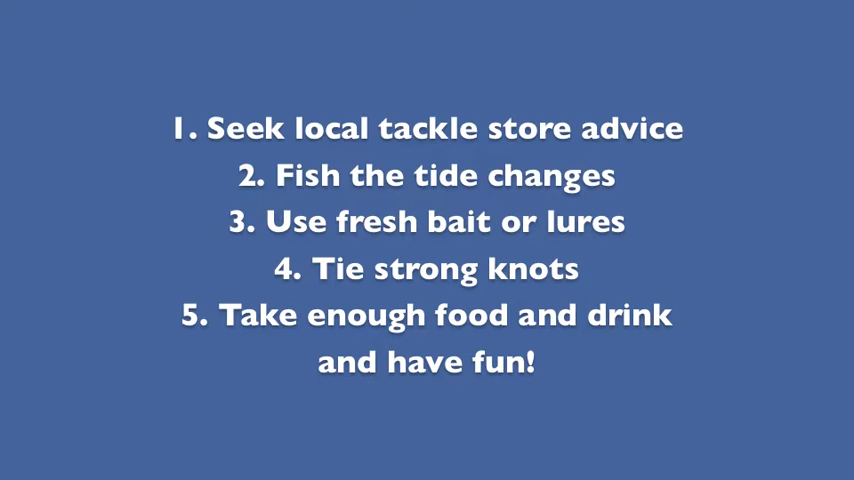 1. Seek local tackle store advice
2. Fish the tide changes
3. Use fresh bait or lures
4. Tie strong knots
5. Take enough food and drink
and have fun!